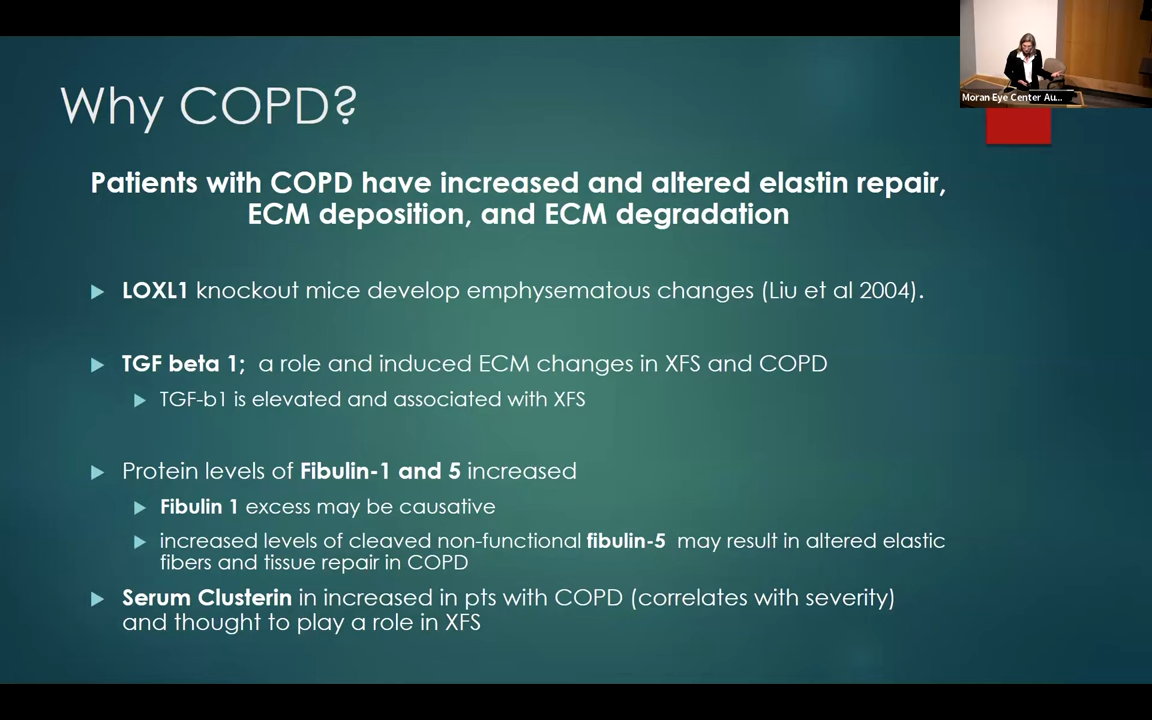 Moran Eye Center Au...
Why COPD?
Patients with COPD have increased and altered elastin repair,
ECM deposition, and ECM degradation
LOXL1 knockout mice develop emphysematous changes (Liu et al 2004).
TGF beta 1; a role and induced ECM changes in XFS and COPD
TGF-b1 is elevated and associated with XFS
Protein levels of Fibulin-1 and 5 increased
Fibulin 1 excess may be causative
increased levels of cleaved non-functional fibulin-5 may result in altered elastic
fibers and tissue repair in COPD
Serum Clusterin in increased in pts with COPD (correlates with severity)
and thought to play a role in XFS